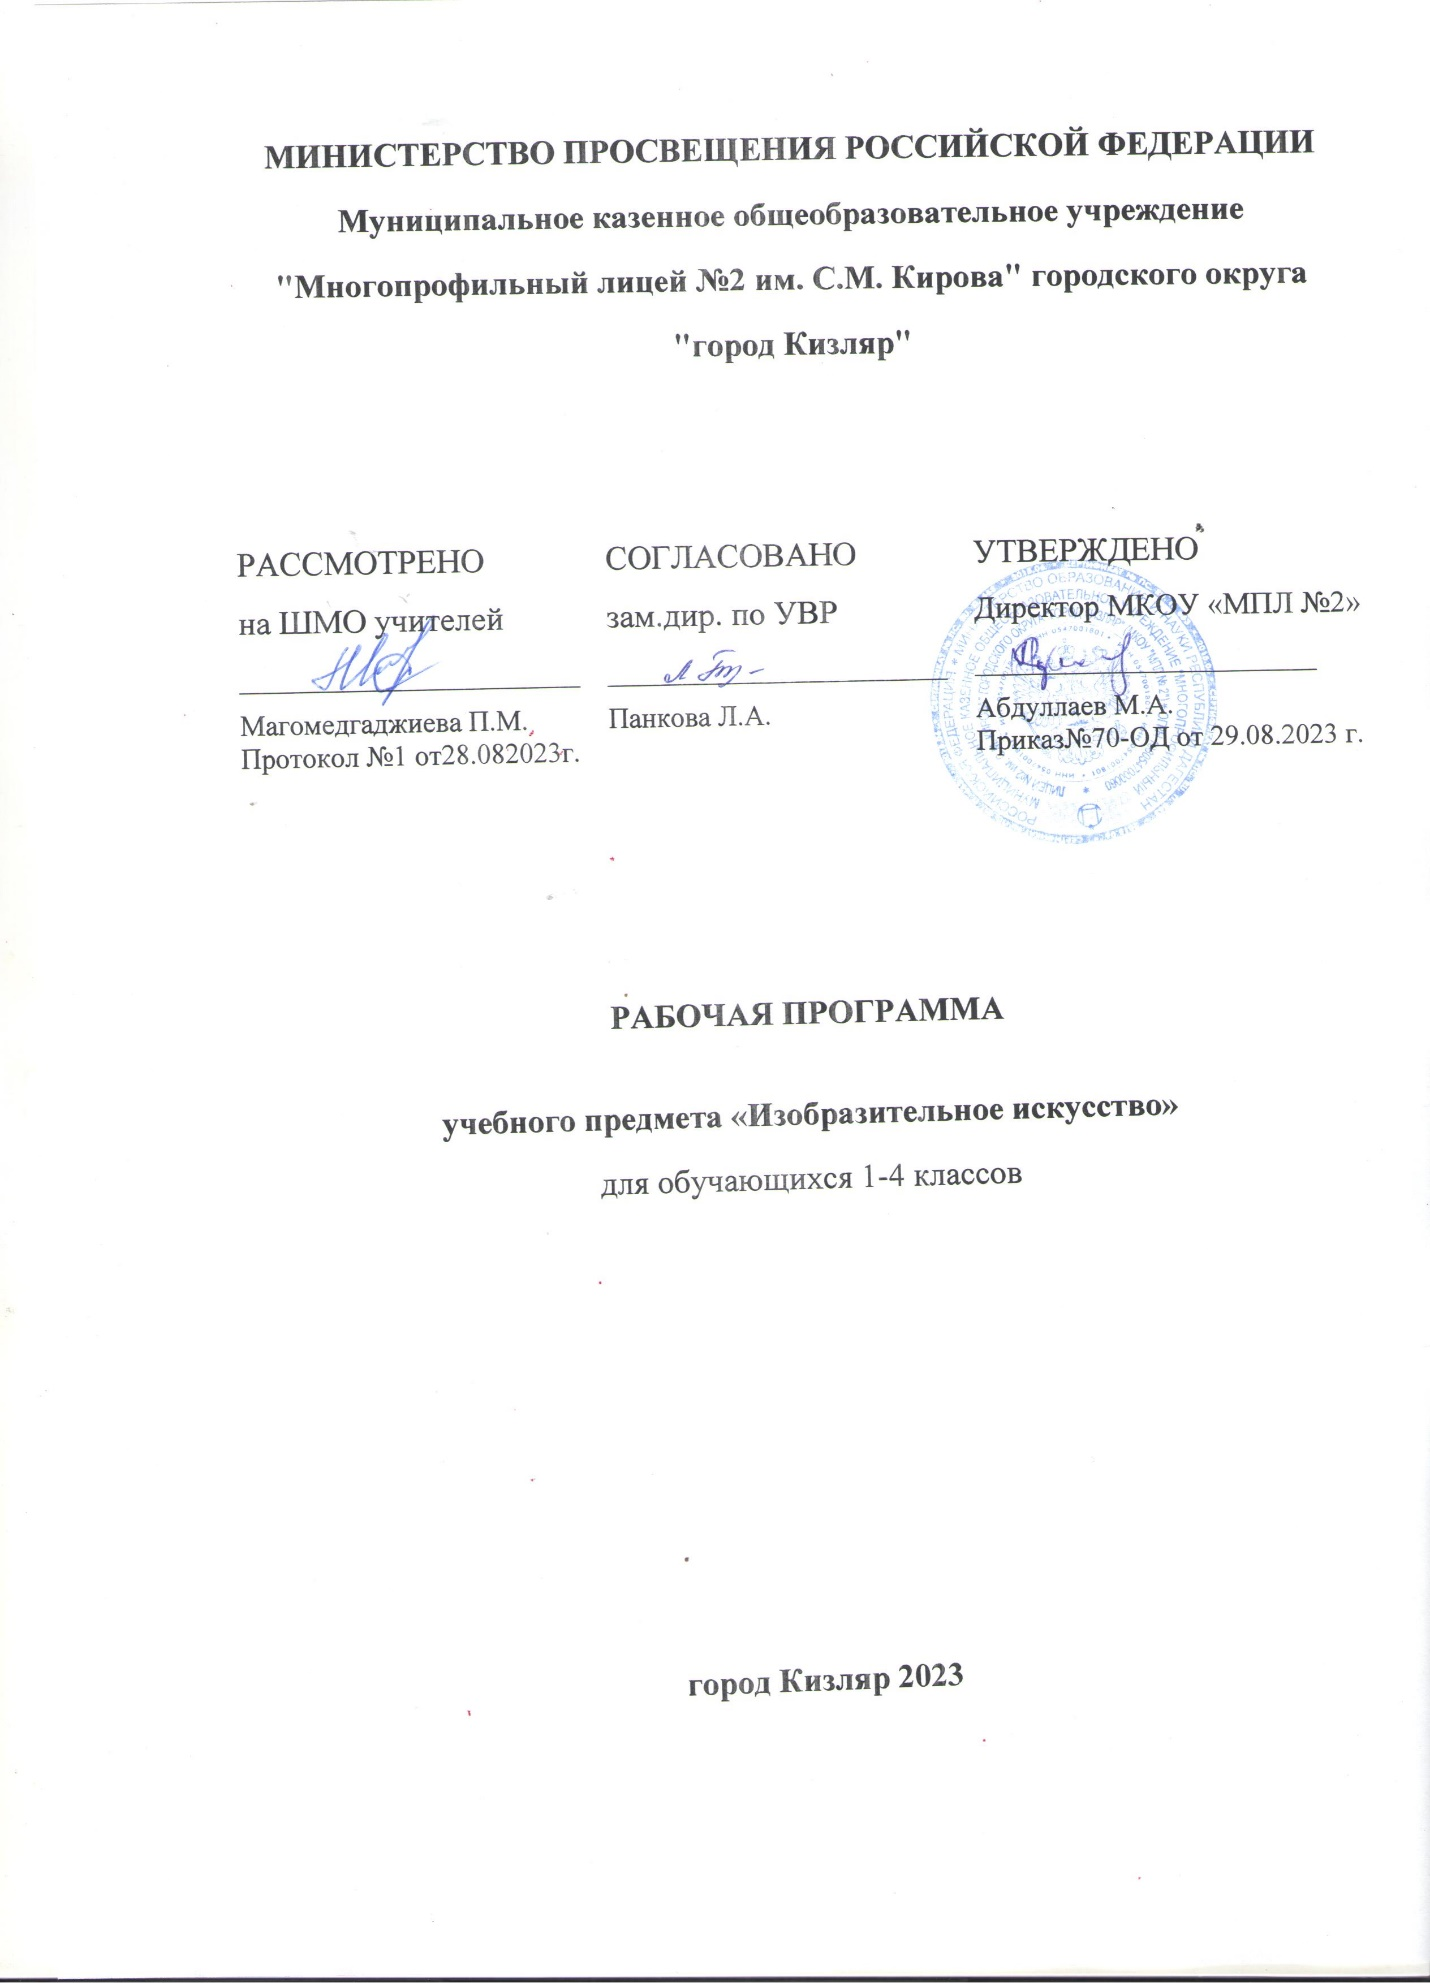 МИНИСТЕРСТВО ПРОСВЕЩЕНИЯ РОССИЙСКОЙ ФЕДЕРАЦИИ
Муниципальное казенное общеобразовательное учреждение
"Многопрофильный лицей №2 им. С.М. Кирова" городского округа
"город Кизляр"
РАССМОТРЕНО
на ШМО учителей
Магомедгаджиева П.М.
Протокол №1 от28.082023г.
СОГЛАСОВАНО
зам.дир. по УВР
Панкова Л.А.
УТВЕРЖДЕНО
Директор МКОУ «МПЛ №2»
Абдуллаев М.А.
Приказ№70-ОД от 29.08.2023 г.
РАБОЧАЯ ПРОГРАММА
учебного предмета «Изобразительное искусство»
для обучающихся 1-4 классов
город Кизляр 2023